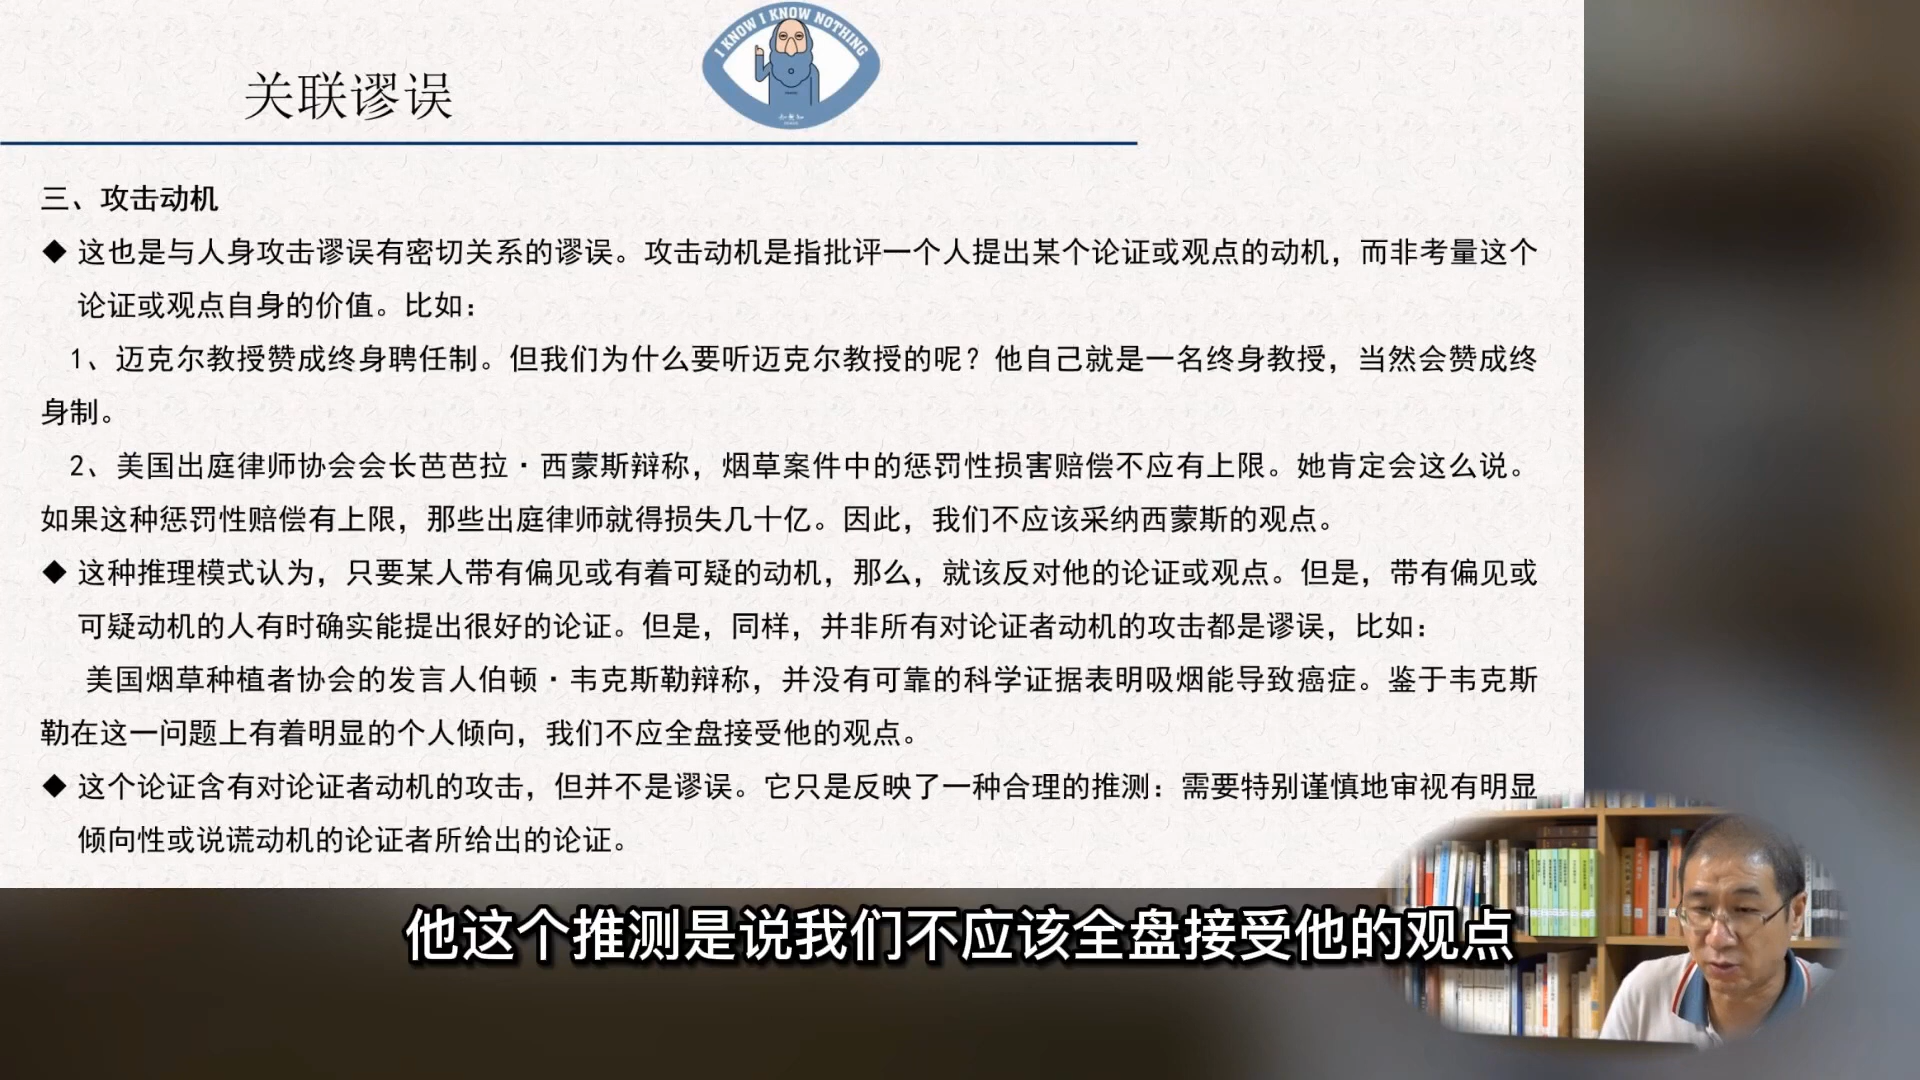 I KNOW I KNOW NOTHING
关联谬误
三、攻击动机
◆ 这也是与人身攻击谬误有密切关系的谬误。攻击动机是指批评一个人提出某个论证或观点的动机，而非考量这个
论证或观点自身的价值。比如：
1、迈克尔教授赞成终身聘任制。但我们为什么要听迈克尔教授的呢？他自己就是一名终身教授，当然会赞成终
身制。
2、美国出庭律师协会会长芭芭拉·西蒙斯辩称，烟草案件中的惩罚性损害赔偿不应有上限。她肯定会这么说。
如果这种惩罚性赔偿有上限，那些出庭律师就得损失几十亿。因此，我们不应该采纳西蒙斯的观点。
◆ 这种推理模式认为，只要某人带有偏见或有着可疑的动机，那么，就该反对他的论证或观点。但是，带有偏见或
可疑动机的人有时确实能提出很好的论证。但是，同样，并非所有对论证者动机的攻击都是谬误，比如：
美国烟草种植者协会的发言人伯顿·韦克斯勒辩称，并没有可靠的科学证据表明吸烟能导致癌症。鉴于韦克斯
勒在这一问题上有着明显的个人倾向，我们不应全盘接受他的观点。
◆ 这个论证含有对论证者动机的攻击，但并不是谬误。它只是反映了一种合理的推测：需要特别谨慎地审视有明显
倾向性或说谎动机的论证者所给出的论证。
他这个推测是说我们不应该全盘接受他的观点